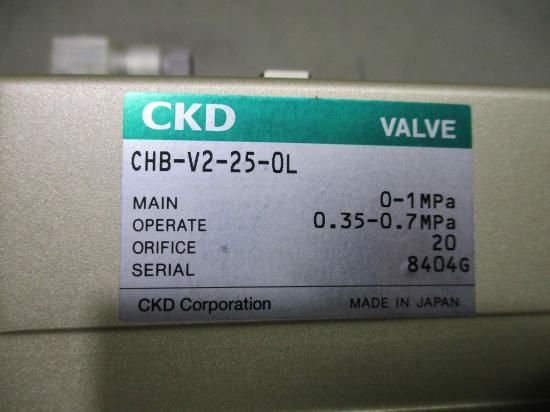 CKD VALVE
CHB-V2-25-0L
MAIN 0-1MPa
OPERATE 0.35-0.7MPa
ORIFICE 20
SERIAL 8404G
CKD Corporation MADE IN JAPAN